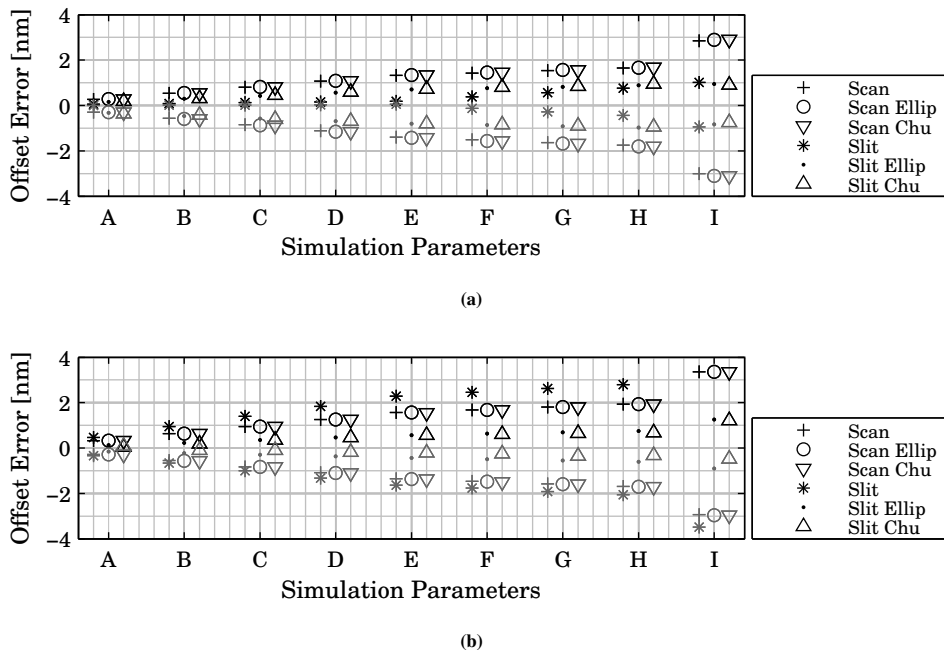 4
2
0
−2
−4
Offset Error [nm]
A B C D E F G H I
Simulation Parameters
Scan
Scan Ellip
Scan Chu
Slit
Slit Ellip
Slit Chu
(a)
4
2
0
−2
−4
Offset Error [nm]
A B C D E F G H I
Simulation Parameters
Scan
Scan Ellip
Scan Chu
Slit
Slit Ellip
Slit Chu
(b)